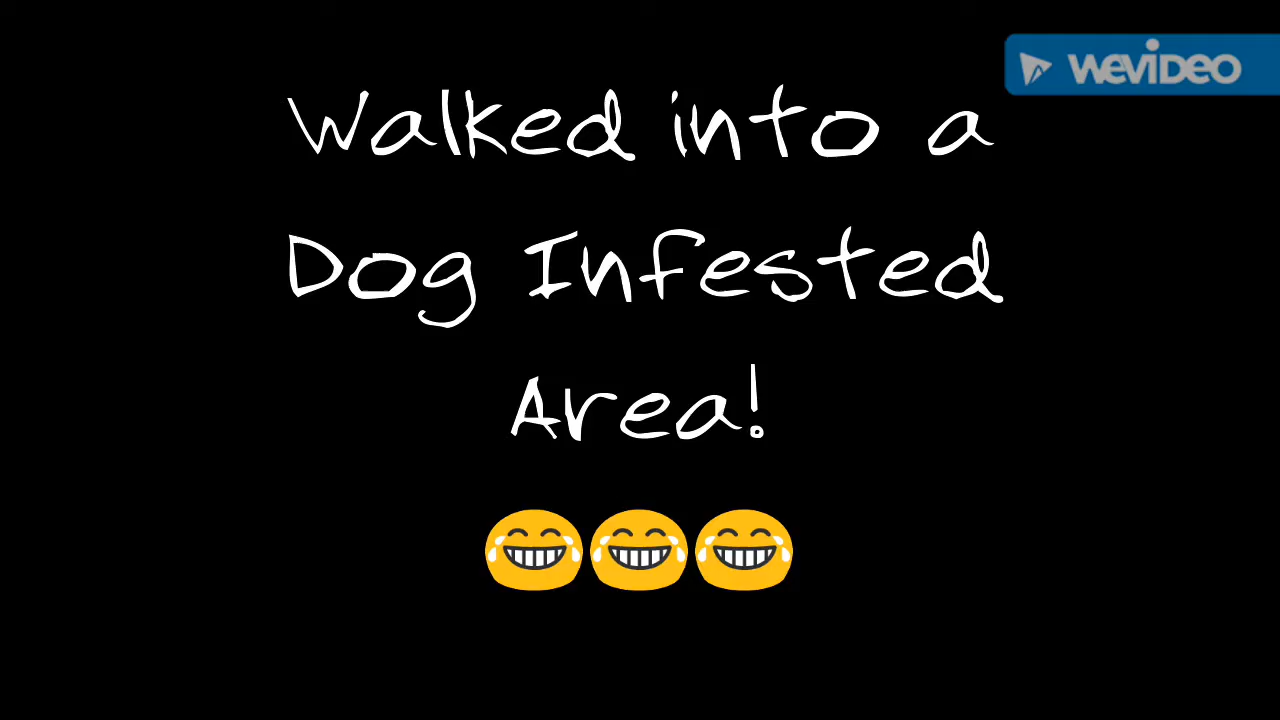 WEVIDEO
Walked into a
Dog Infested
Area!
😂😂😂